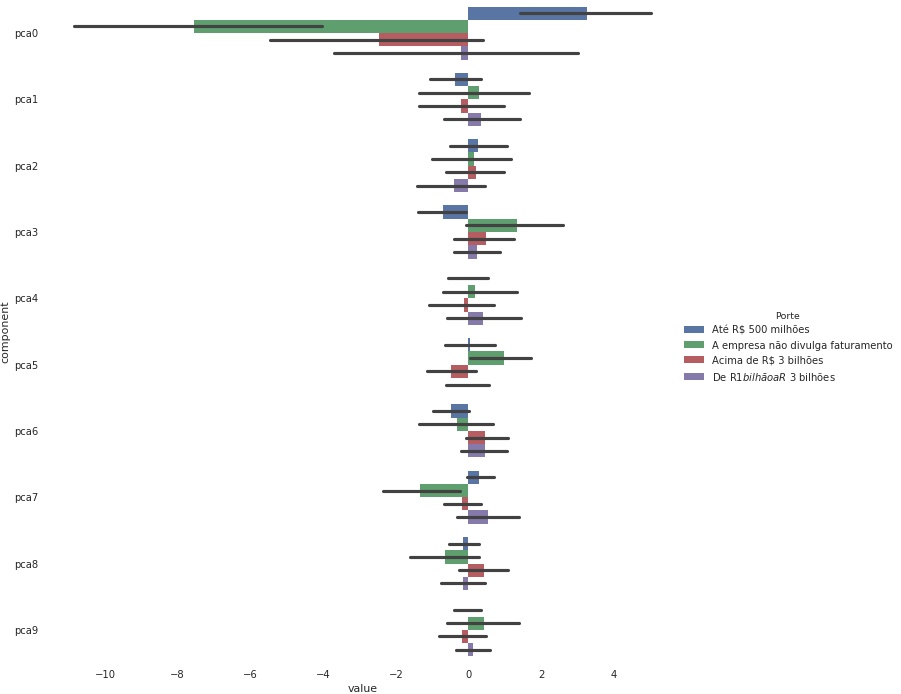 pca0
pca1
pca2
pca3
pca4
pca5
pca6
pca7
pca8
pca9
component
−10
−8
−6
−4
−2
0
2
4
value
Porte
Até R$ 500 milhões
A empresa não divulga faturamento
Acima de R$ 3 bilhões
De R1bilhãoaR 3 bilhões